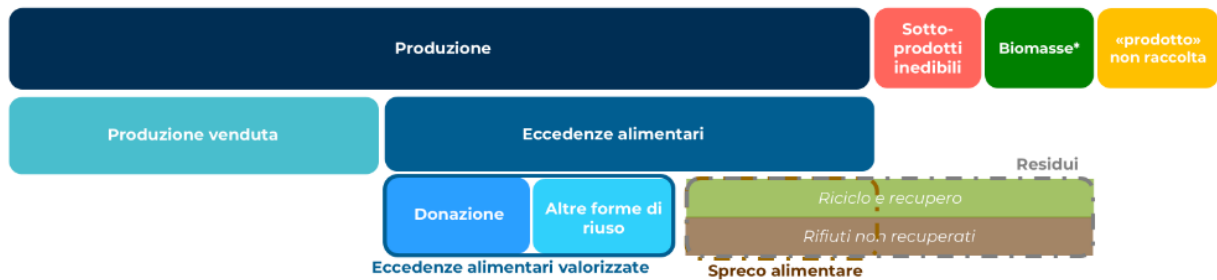 Produzione
Sotto-
prodotti
inedibili
Biomasse*
«prodotto»
non raccolta
Produzione venduta
Eccedenze alimentari
Residui
Donazione
Altre forme di
riuso
Riciclo e recupero
Rifiuti non recuperati
Eccedenze alimentari valorizzate
Spreco alimentare